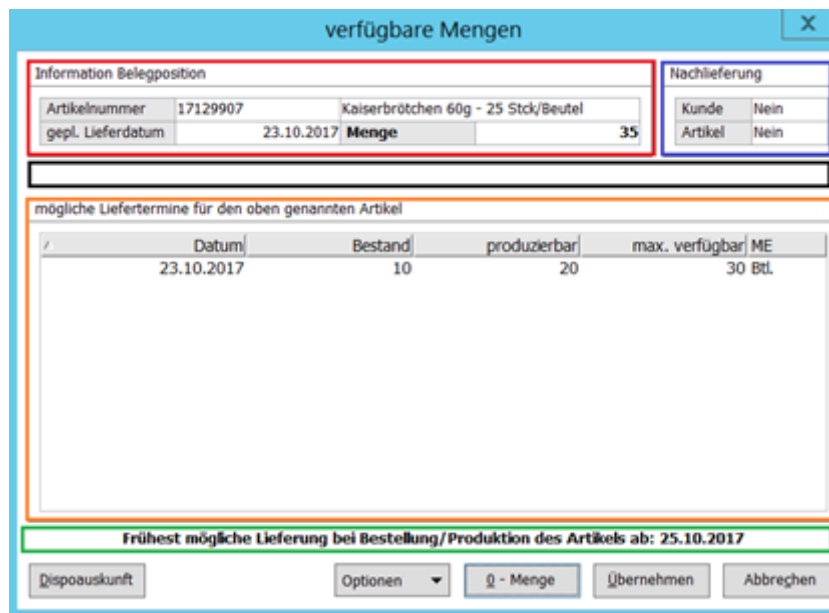 verfügbare Mengen
X
Information Belegposition
Nachlieferung
Artikelnummer 17129907 Kaiserbrötchen 60g - 25 Stck/Beutel
Kunde Nein
gepl. Lieferdatum 23.10.2017 Menge 35
Artikel Nein
mögliche Liefertermine für den oben genannten Artikel
Datum Bestand produzierbar max. verfügbar ME
23.10.2017 10 20 30 Btl.
Frühest mögliche Lieferung bei Bestellung/Produktion des Artikels ab: 25.10.2017
Dispoauskunft Optionen 0 - Menge Übernehmen Abbrechen